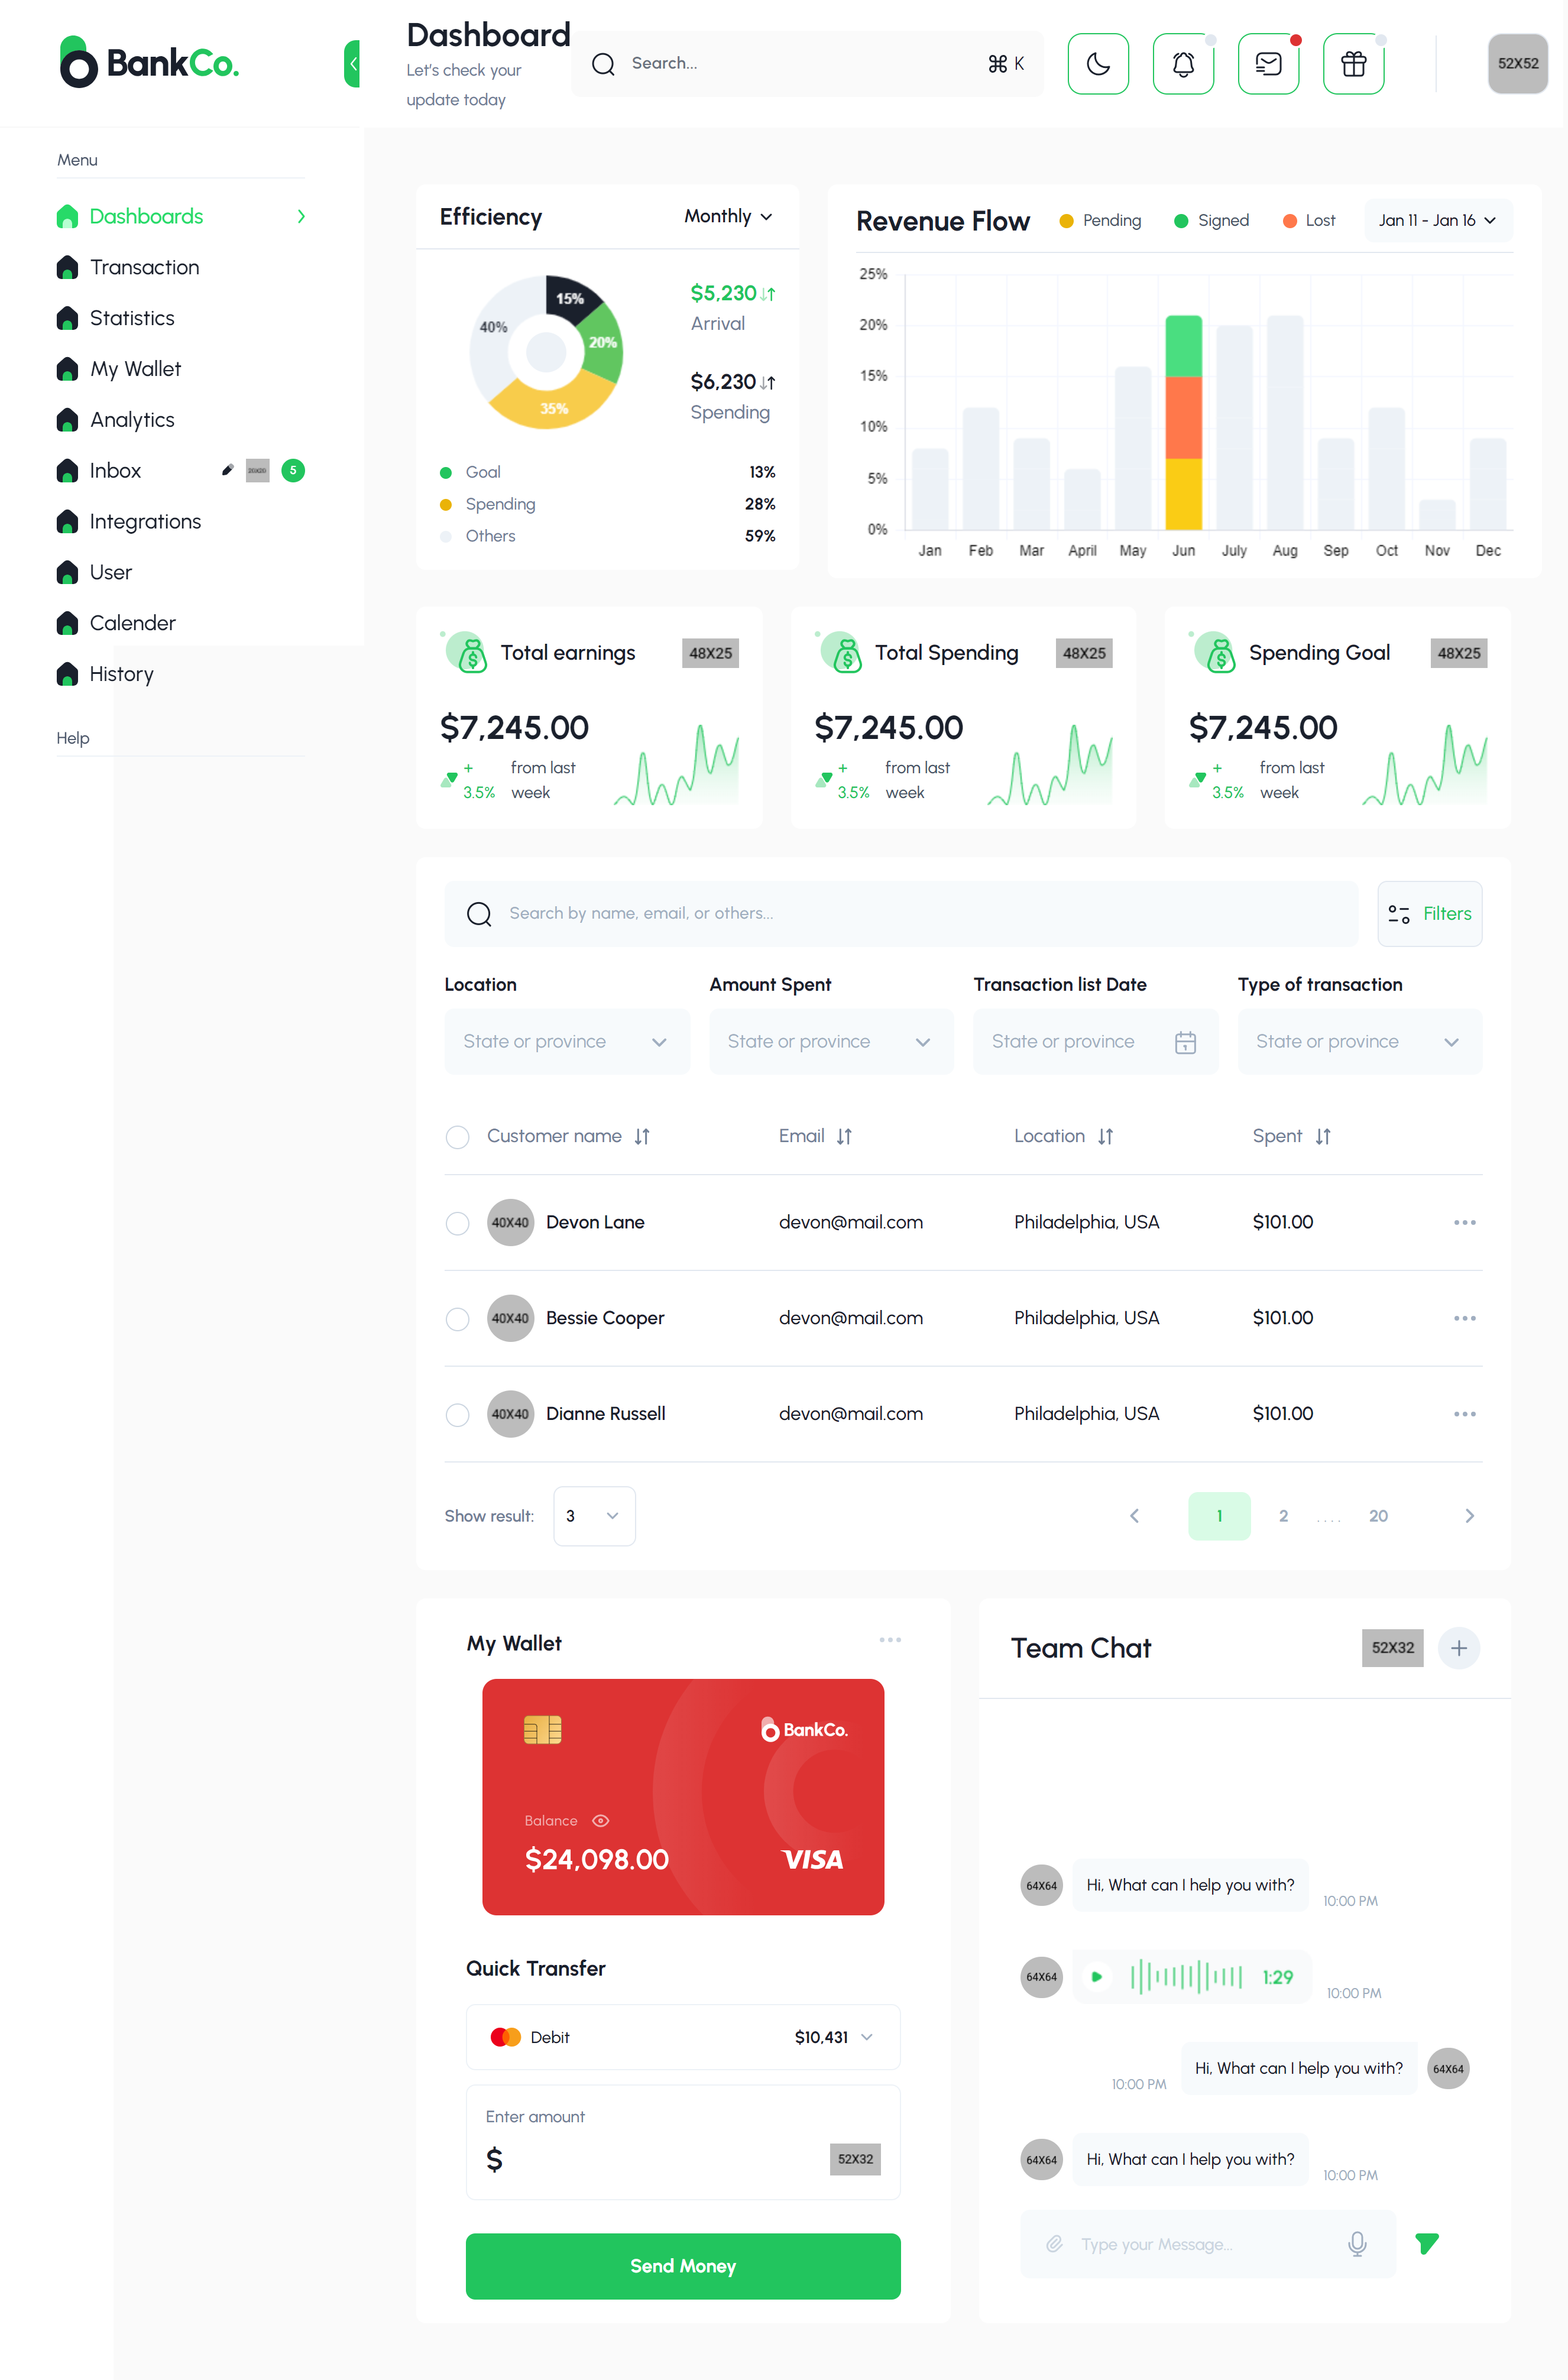 BankCo.
Dashboard
Let's check your
update today
Search...
⌘ K
52X52
Menu
Dashboards
Transaction
Statistics
My Wallet
Analytics
Inbox
20X20
5
Integrations
User
Calender
History
Help
Efficiency
Monthly
15%
20%
35%
40%
$5,230
Arrival
$6,230
Spending
Goal 13%
Spending 28%
Others 59%
Revenue Flow
Pending
Signed
Lost
Jan 11 - Jan 16
25%
20%
15%
10%
5%
0%
Jan Feb Mar April May Jun July Aug Sep Oct Nov Dec
Total earnings
48X25
$7,245.00
+
3.5%
from last
week
Total Spending
48X25
$7,245.00
+
3.5%
from last
week
Spending Goal
48X25
$7,245.00
+
3.5%
from last
week
Search by name, email, or others...
Filters
Location
Amount Spent
Transaction list Date
Type of transaction
State or province
State or province
State or province
1
State or province
Customer name Email Location Spent
40X40 Devon Lane devon@mail.com Philadelphia, USA $101.00
40X40 Bessie Cooper devon@mail.com Philadelphia, USA $101.00
40X40 Dianne Russell devon@mail.com Philadelphia, USA $101.00
Show result: 3
1 2 .... 20
My Wallet
BankCo.
Balance
$24,098.00
VISA
Quick Transfer
Debit $10,431
Enter amount
$
52X32
Send Money
Team Chat
52X32
64X64 Hi, What can I help you with? 10:00 PM
64X64 1:29 10:00 PM
10:00 PM Hi, What can I help you with? 64X64
64X64 Hi, What can I help you with? 10:00 PM
Type your Message...